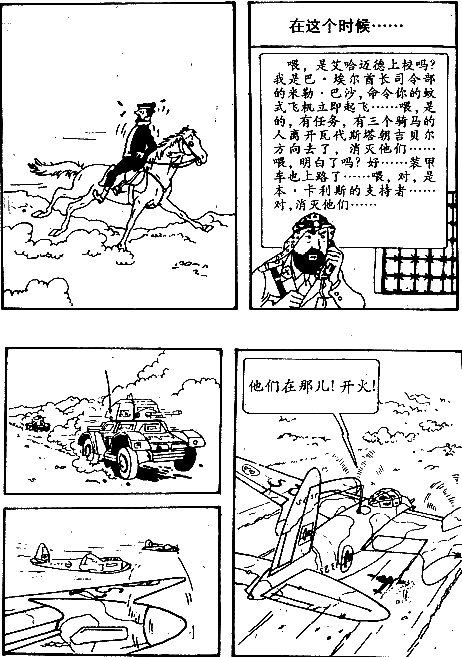 在这个时候……
喂，是艾哈迈德上校吗？
我是巴·埃尔酋长司令部
的米勒·巴沙，命令你的蚊
式飞机立即起飞……喂，是
的，有任务，有三个骑马的
人离开瓦代斯塔朝吉贝尔
方向去了，消灭他们……
喂，明白了吗？好……装甲
车也上路了……喂，对，是
本·卡利斯的支持者……
对，消灭他们……
他们在那儿！开火！